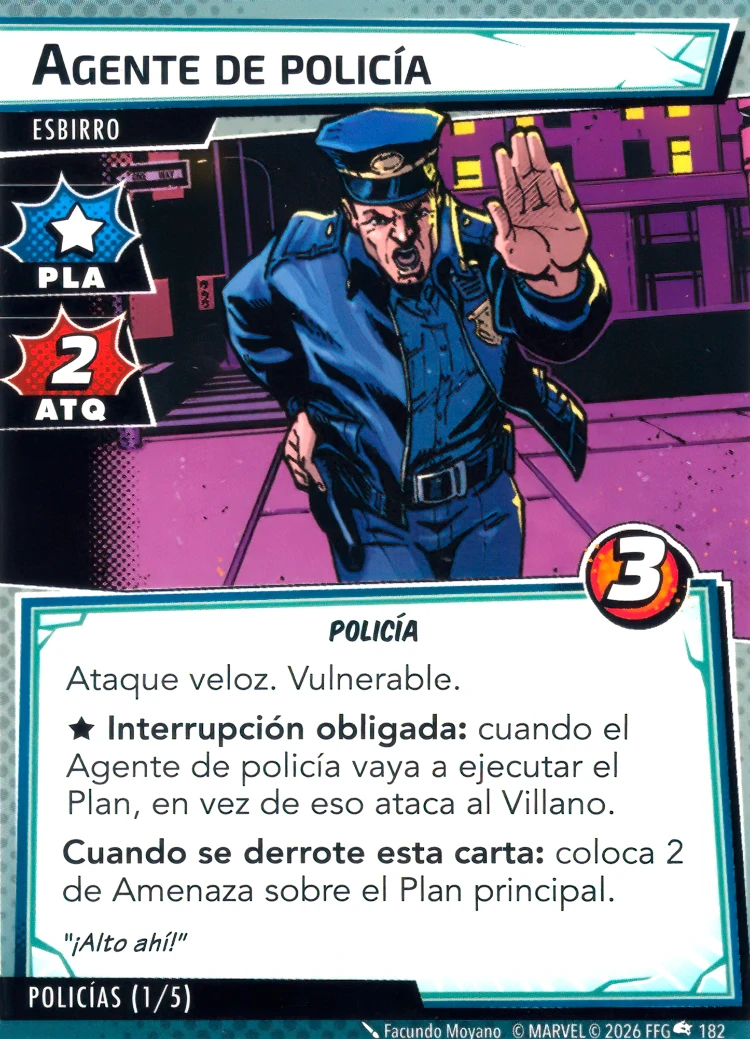 AGENTE DE POLICÍA
ESBIRRO
PLA
2
ATQ
3
POLICÍA
Ataque veloz. Vulnerable.
★ Interrupción obligada: cuando el
Agente de policía vaya a ejecutar el
Plan, en vez de eso ataca al Villano.
Cuando se derrote esta carta: coloca 2
de Amenaza sobre el Plan principal.
"¡Alto ahí!"
POLICÍAS (1/5)
Facundo Moyano © MARVEL © 2026 FFG 182